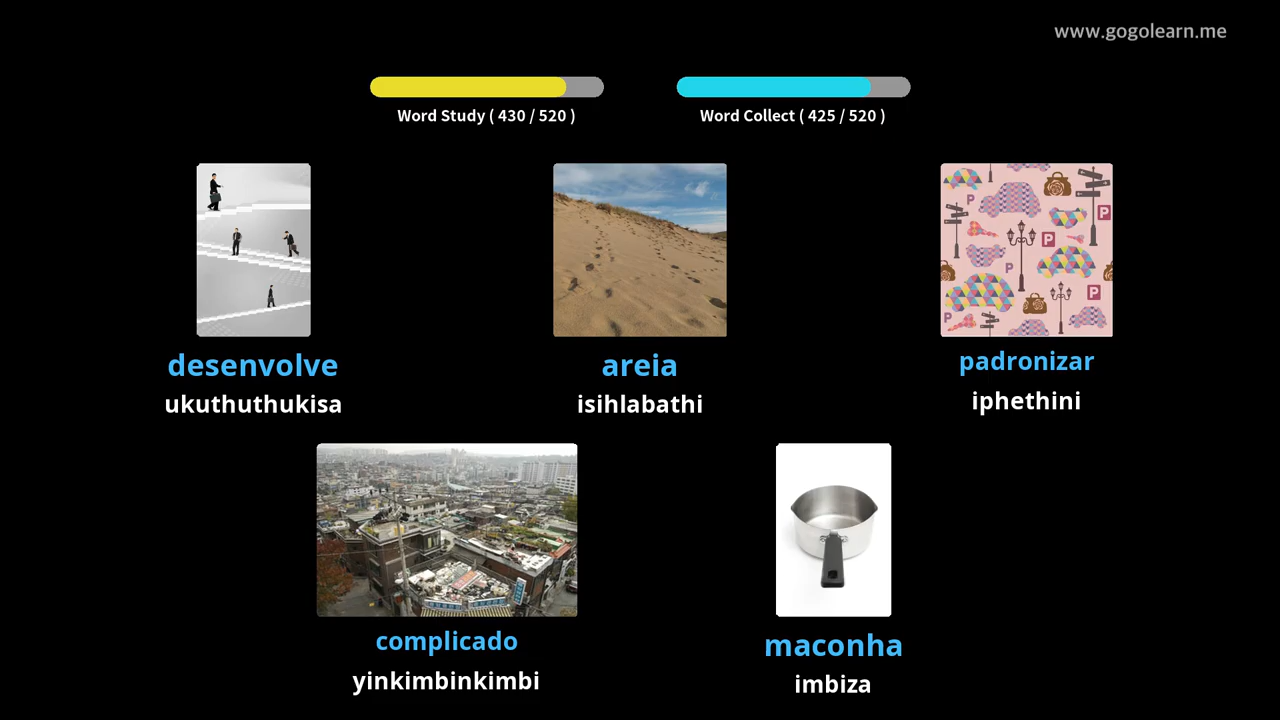 www.gogolearn.me
Word Study ( 430 / 520 )
Word Collect ( 425 / 520 )
desenvolve
ukuthuthukisa
areia
isihlabathi
padronizar
iphethini
complicado
yinkimbinkimbi
maconha
imbiza